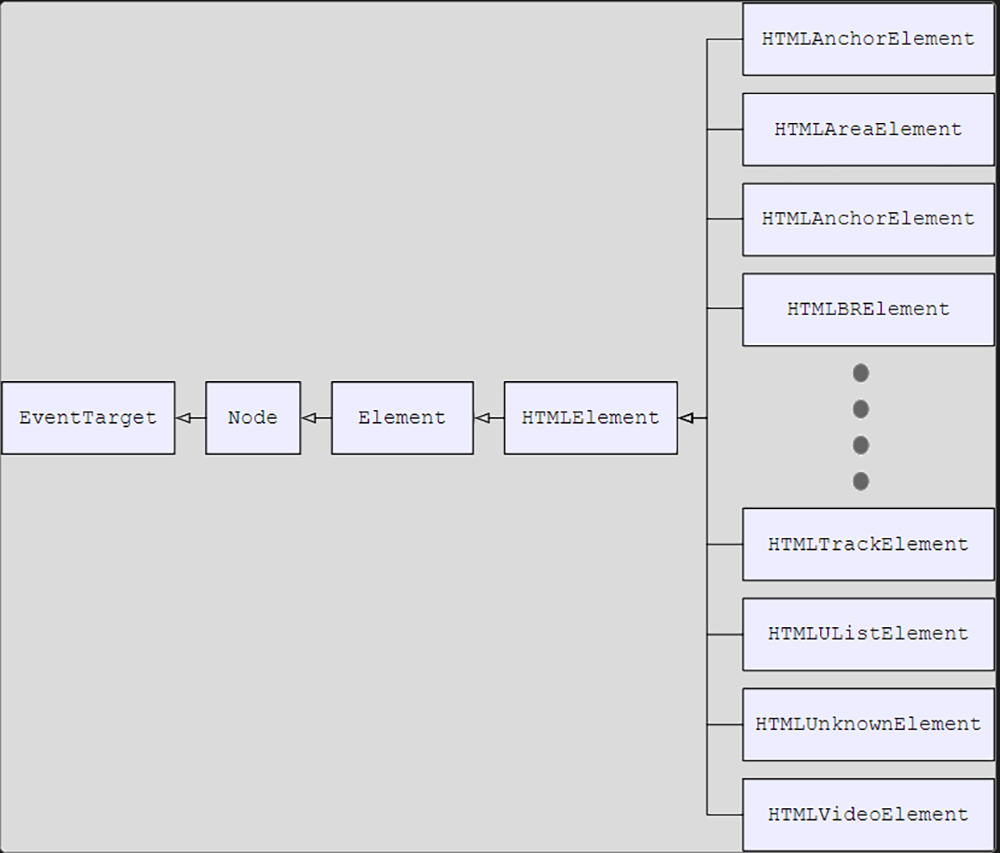 HTMLAnchorElement
HTMLAreaElement
HTMLAnchorElement
HTMLBRElement
EventTarget
Node
Element
HTMLElement
HTMLTrackElement
HTMLUListElement
HTMLUnknownElement
HTMLVideoElement